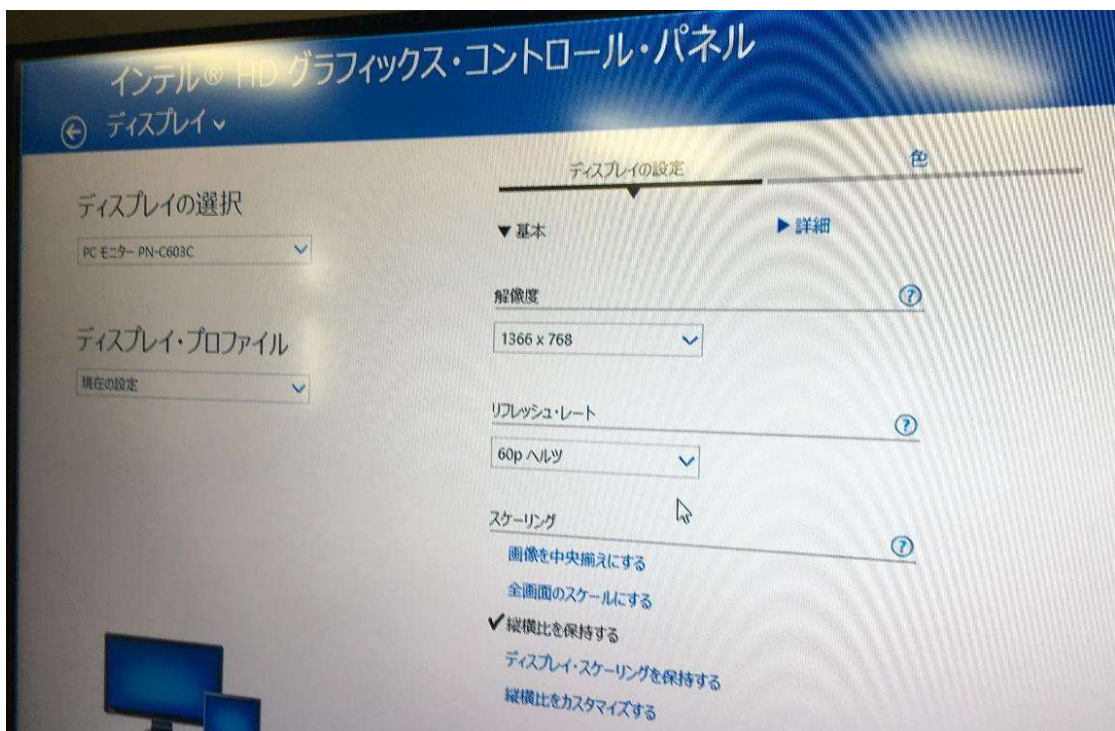 インテル® HD グラフィックス・コントロール・パネル
ディスプレイ
ディスプレイの選択
PC モニター PN-C603C
ディスプレイ・プロファイル
現在の設定
ディスプレイの設定
色
基本
詳細
解像度
?
1366 x 768
リフレッシュ・レート
?
60p ヘルツ
スケーリング
?
画像を中央揃えにする
全画面のスケールにする
縦横比を保持する
ディスプレイ・スケーリングを保持する
縦横比をカスタマイズする